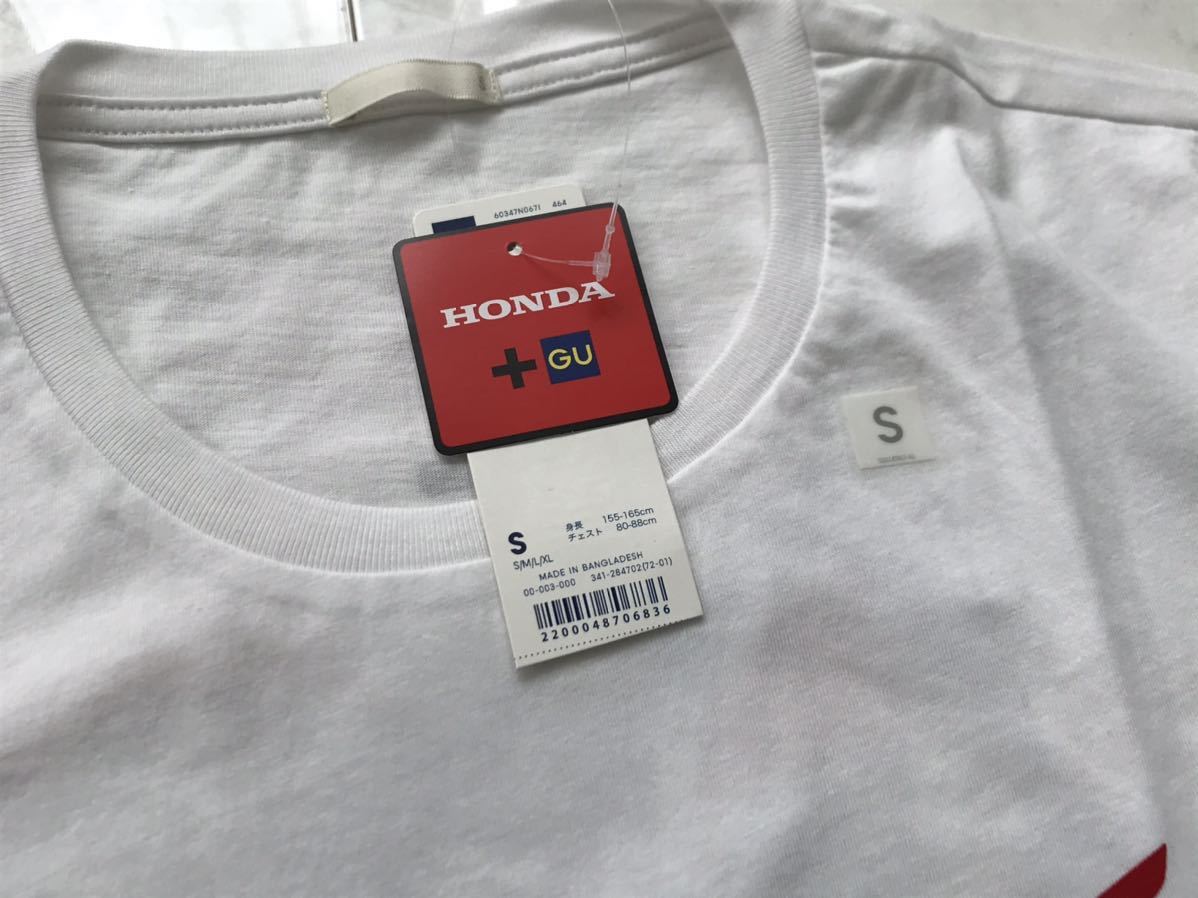 60347N067I 464
HONDA
+ GU
S
S
身長 155-165cm
チェスト 80-88cm
S/M/L/XL
MADE IN BANGLADESH
00-003-000 341-284702(72-01)
2200048706836